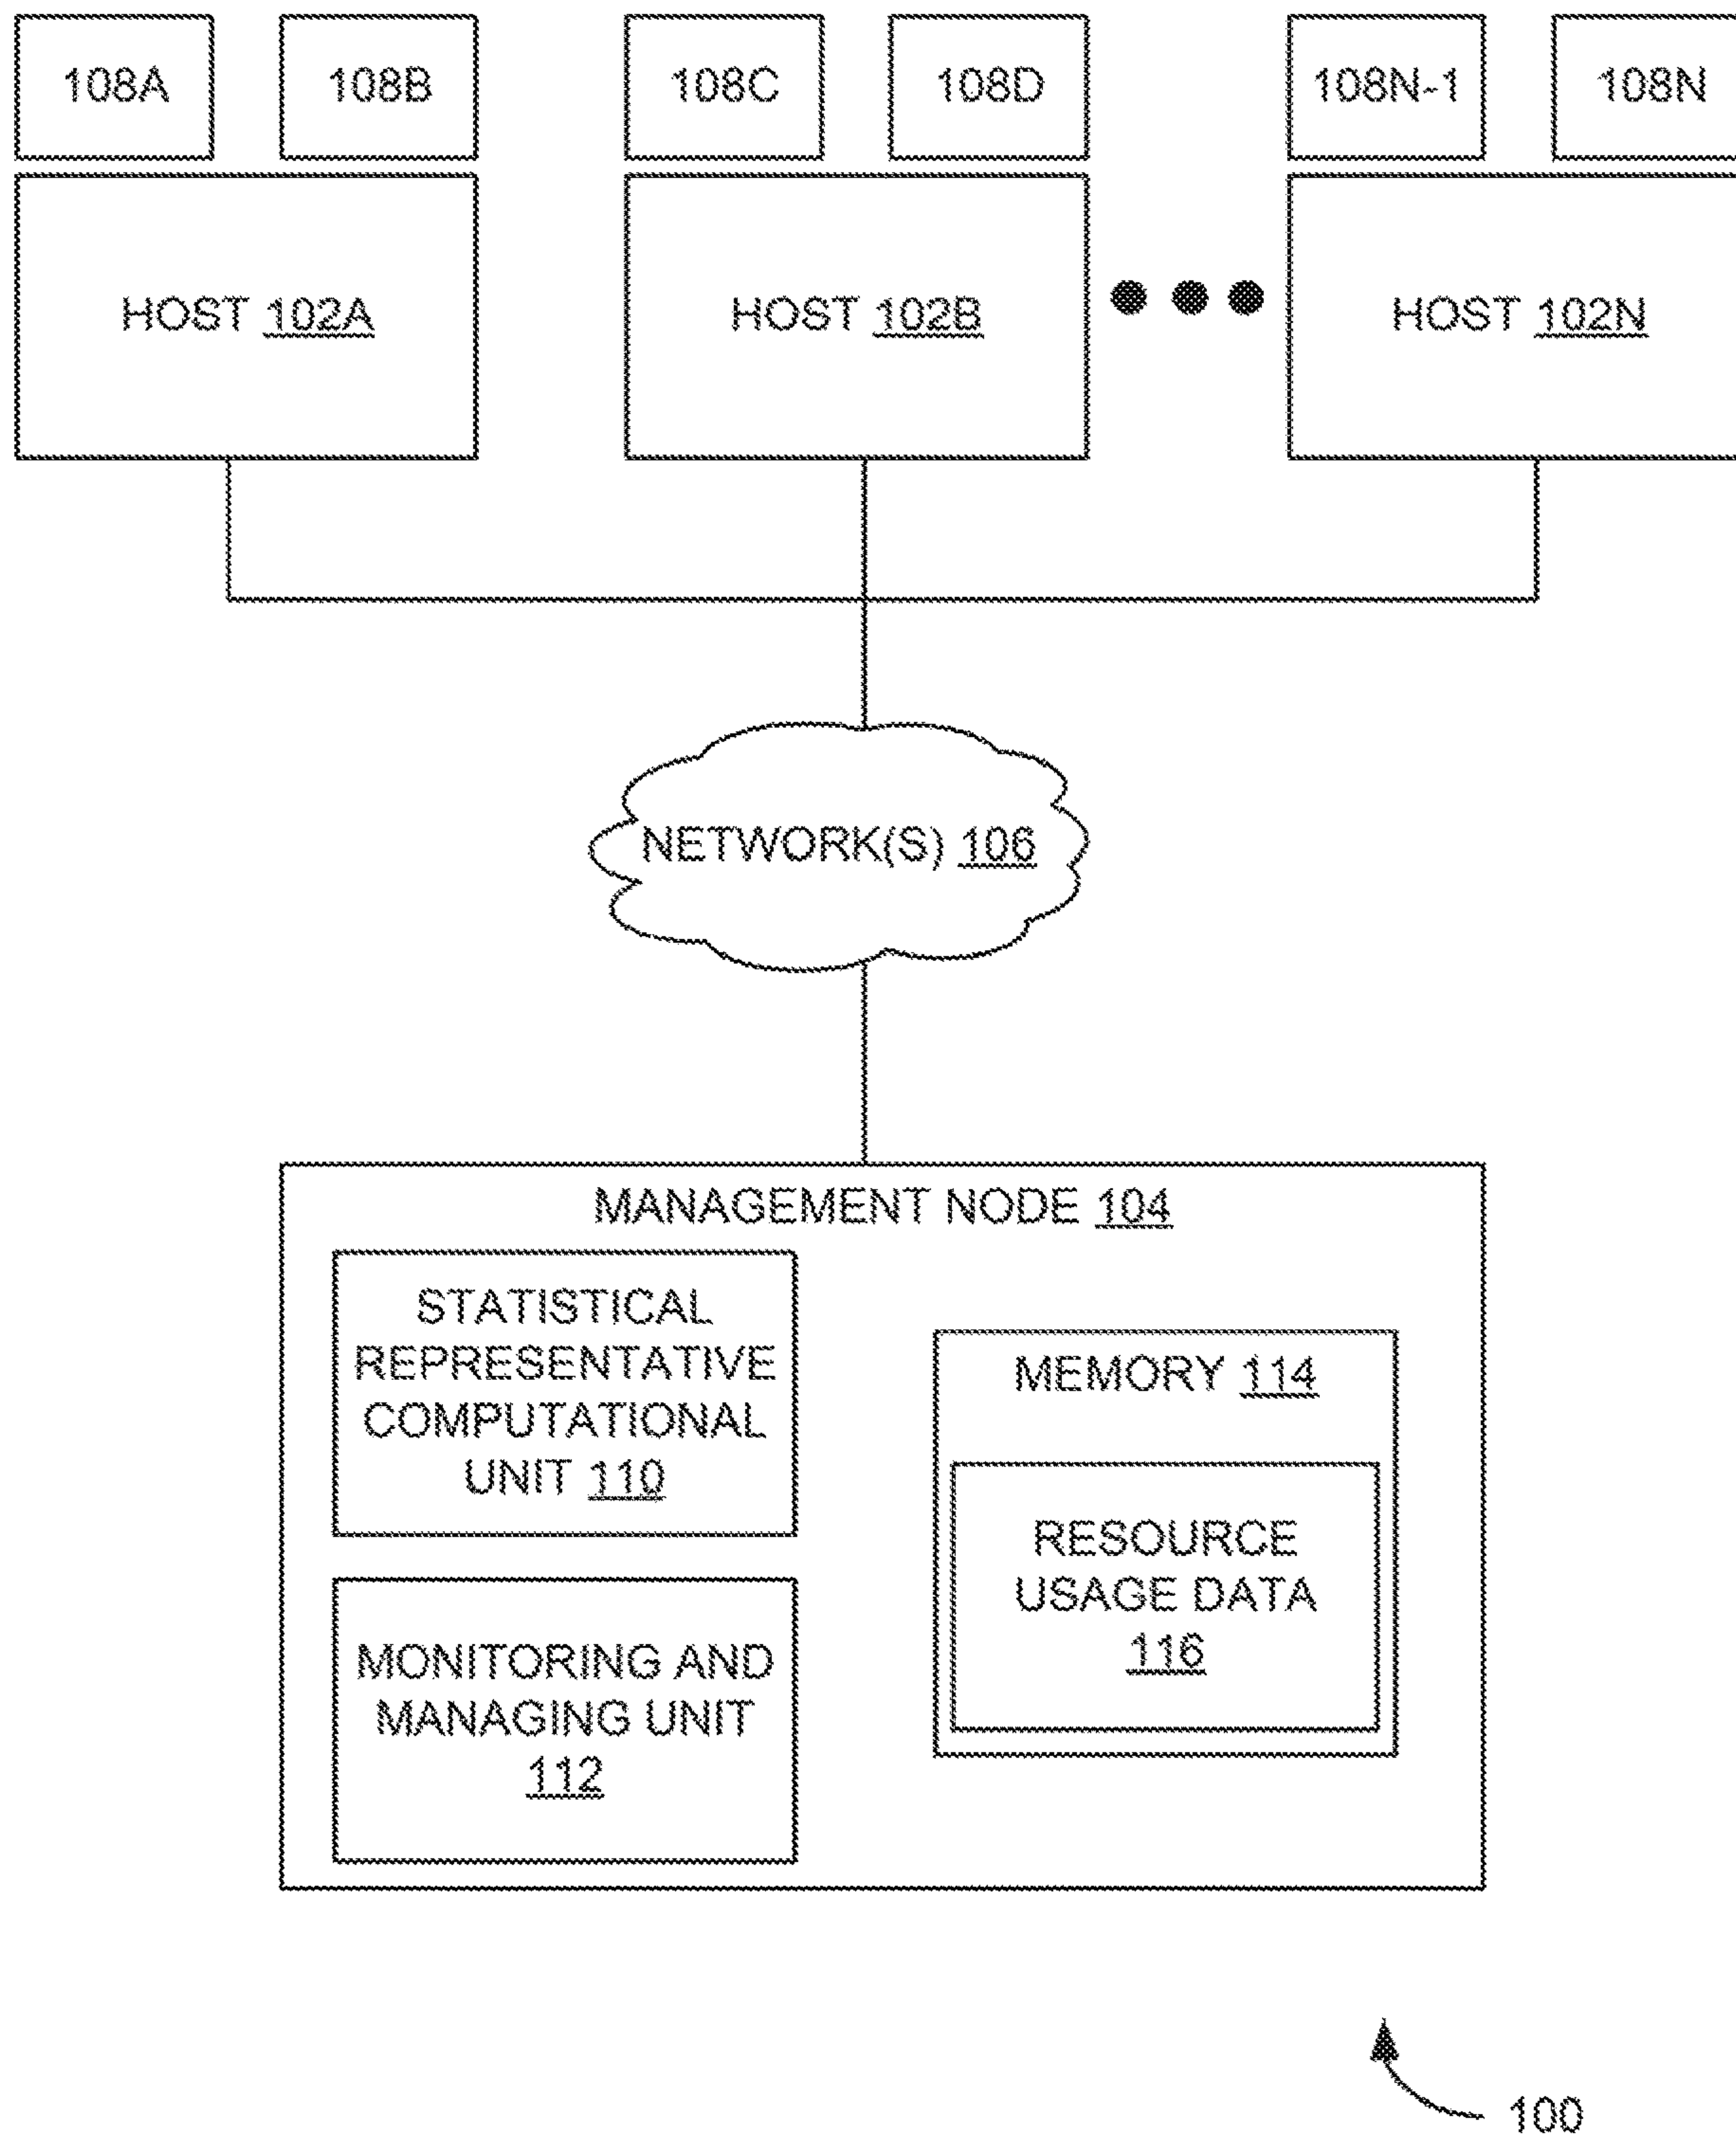 108A 108B 108C 108D 108N-1 108N
HOST 102A HOST 102B HOST 102N
NETWORK(S) 106
MANAGEMENT NODE 104
STATISTICAL
REPRESENTATIVE
COMPUTATIONAL
UNIT 110
MONITORING AND
MANAGING UNIT
112
MEMORY 114
RESOURCE
USAGE DATA
116
100